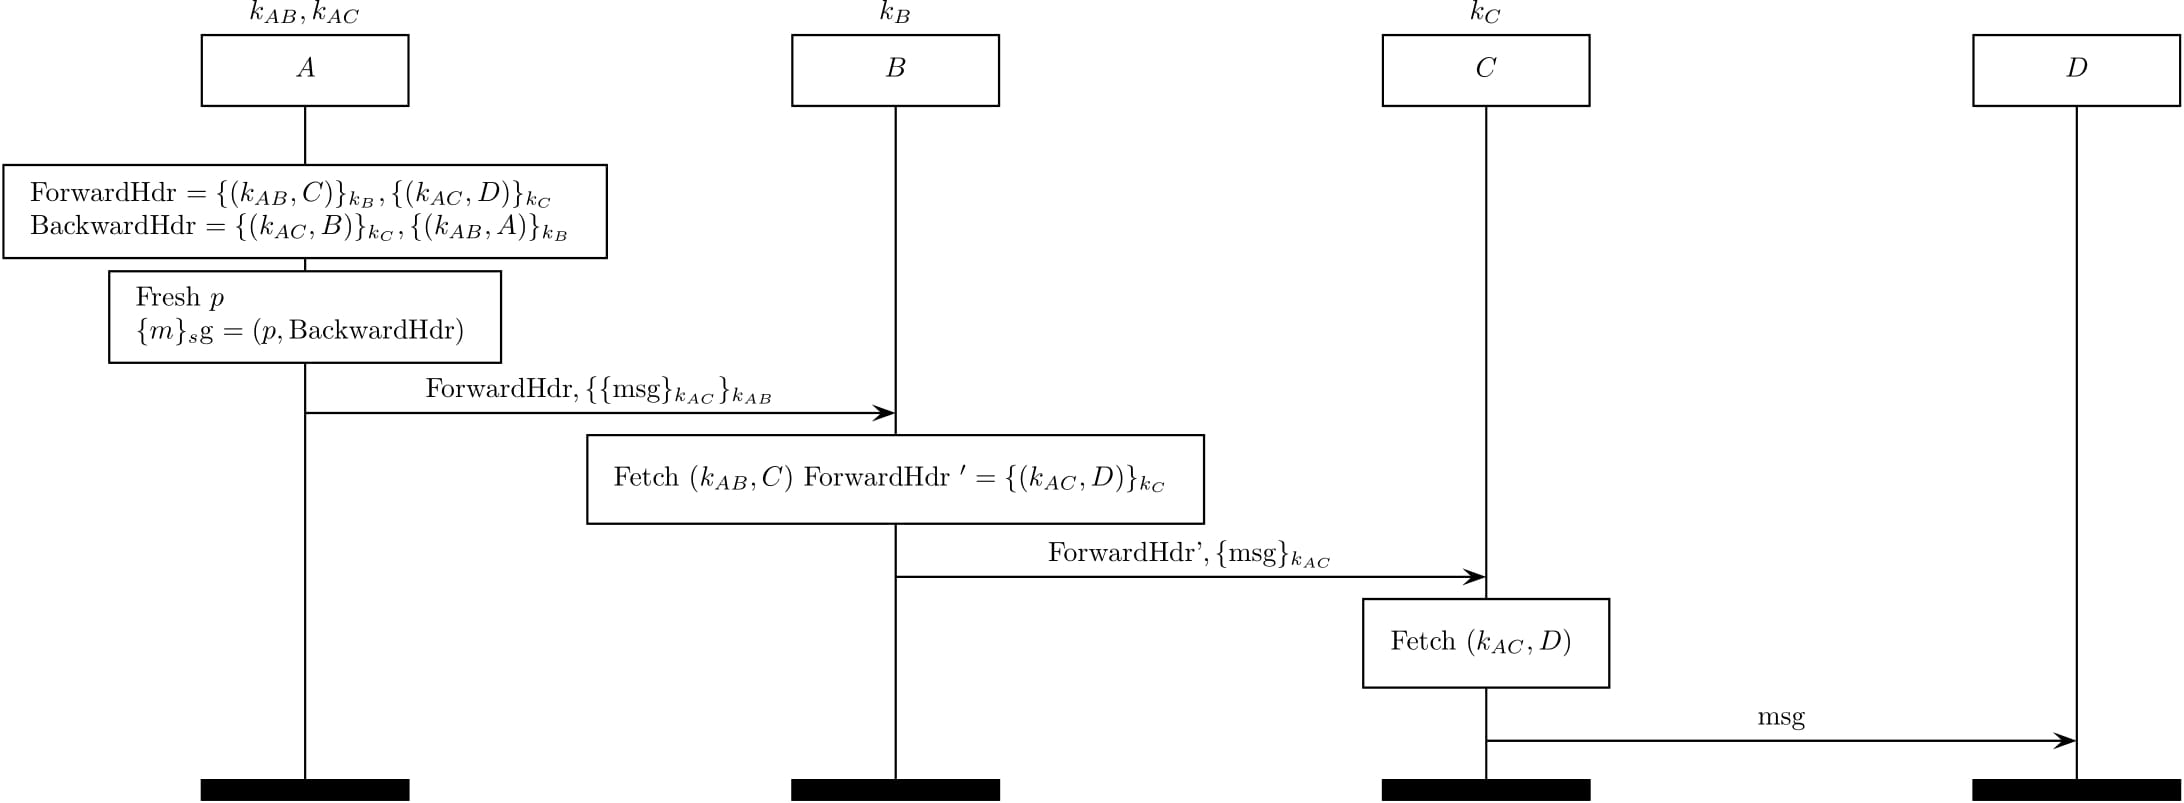 k_{AB}, k_{AC}
k_B
k_C
A
B
C
D
ForwardHdr = {(k_{AB}, C)}_{k_B}, {(k_{AC}, D)}_{k_C}
BackwardHdr = {(k_{AC}, B)}_{k_C}, {(k_{AB}, A)}_{k_B}
Fresh p
{m}_s g = (p, BackwardHdr)
ForwardHdr, {{msg}_{k_{AC}}}_{k_{AB}}
Fetch (k_{AB}, C) ForwardHdr ′ = {(k_{AC}, D)}_{k_C}
ForwardHdr’, {msg}_{k_{AC}}
Fetch (k_{AC}, D)
msg